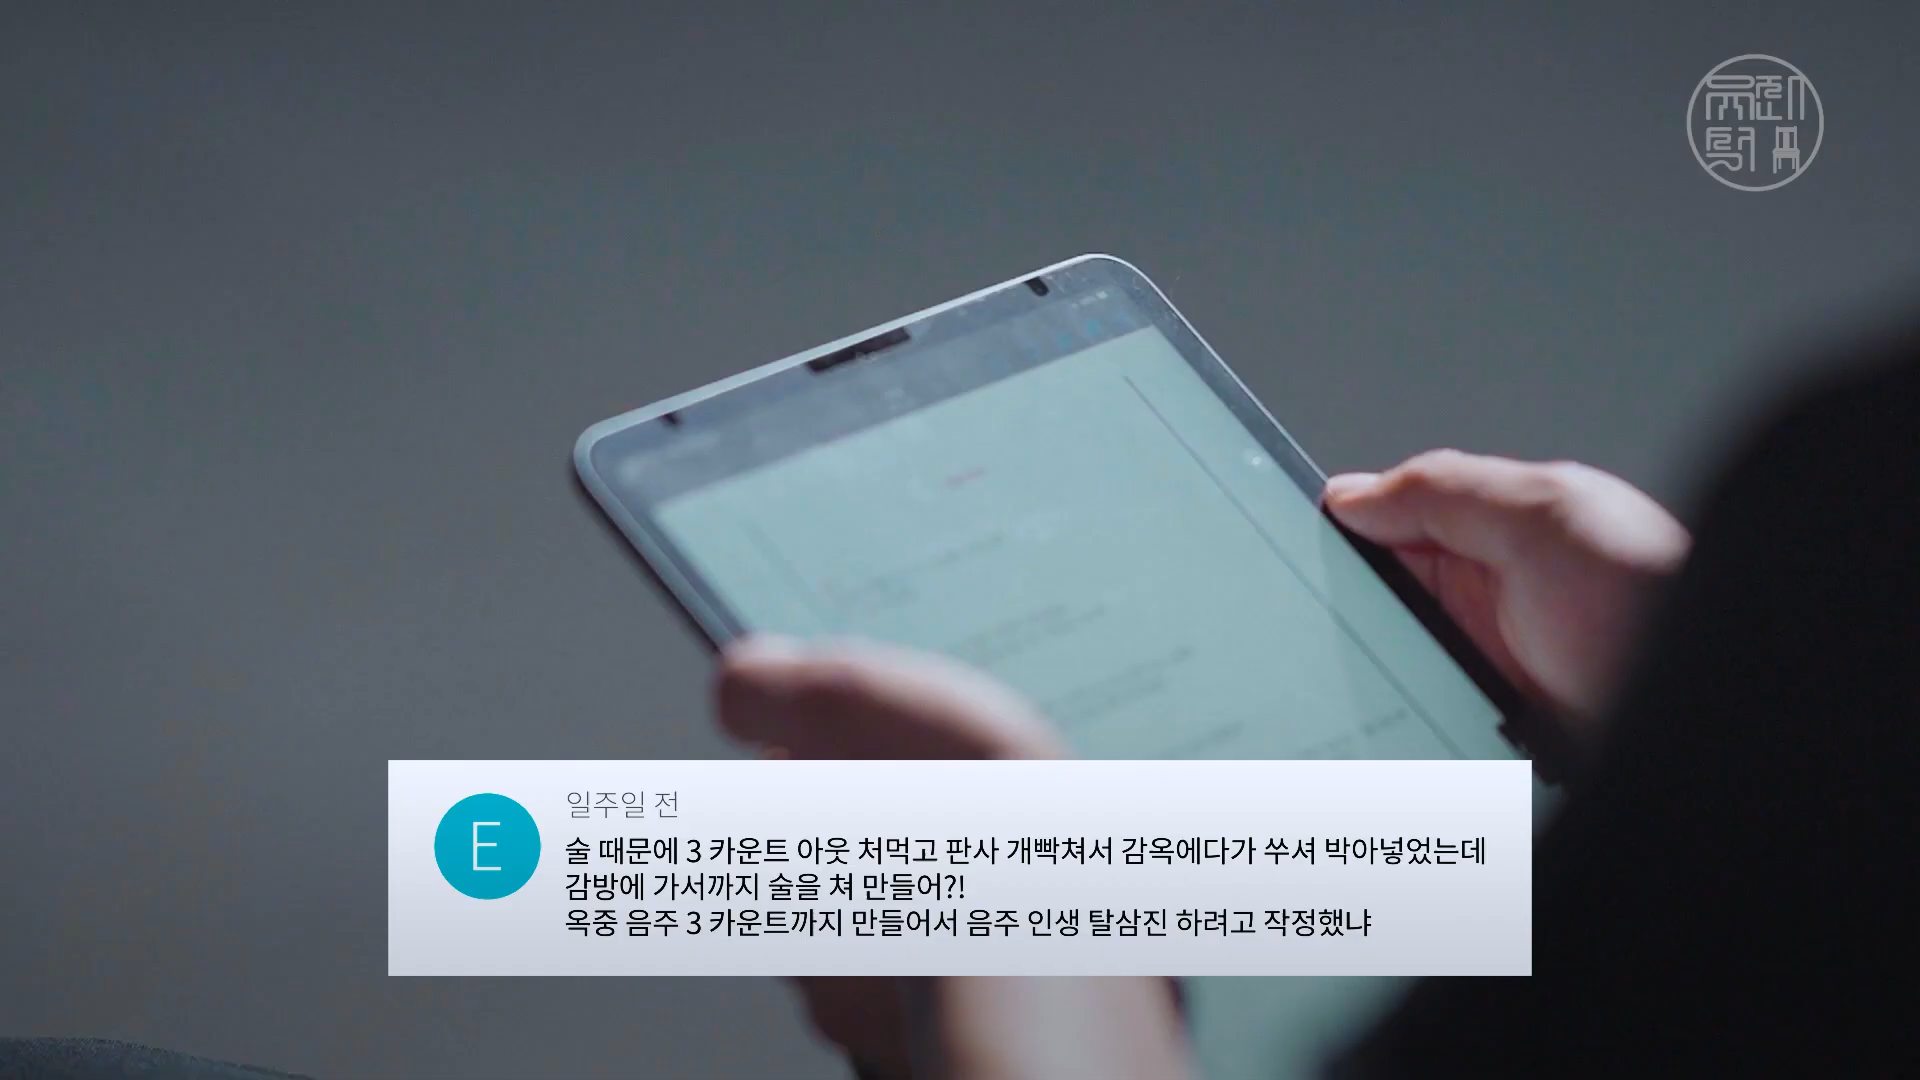 일주일 전
E
술 때문에 3 카운트 아웃 처먹고 판사 개빡쳐서 감옥에다가 쑤셔 박아넣었는데
감방에 가서까지 술을 쳐 만들어?!
옥중 음주 3 카운트까지 만들어서 음주 인생 탈삼진 하려고 작정했냐